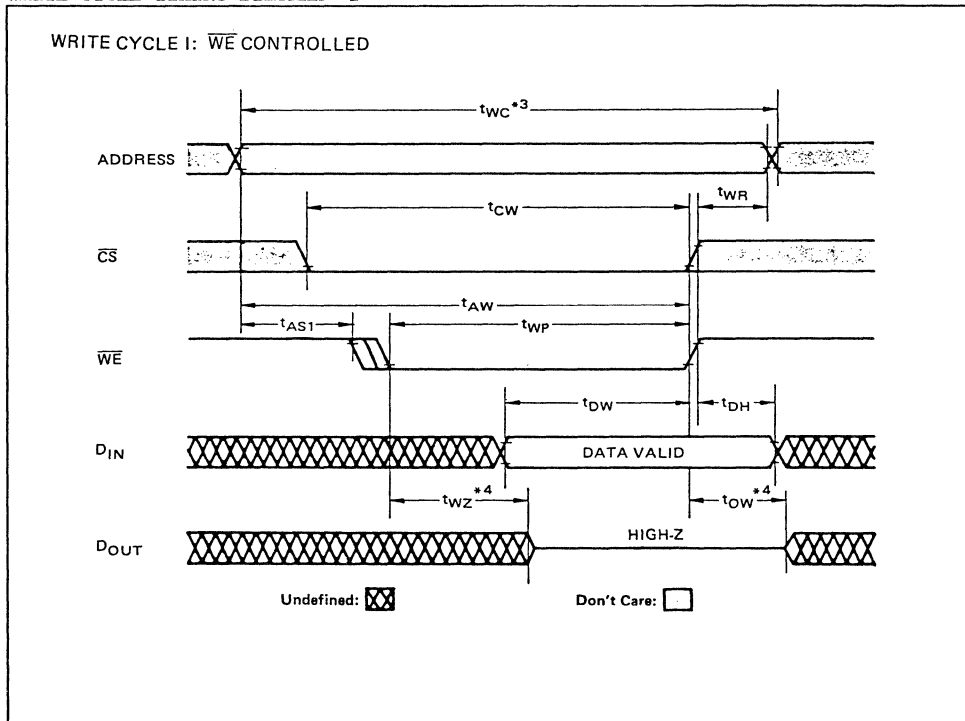 WRITE CYCLE I: WE CONTROLLED
tWC*3
ADDRESS
tCW
tWR
CS
tAW
tAS1
tWP
WE
tDW
tDH
DIN
DATA VALID
tWZ*4
tOW*4
DOUT
HIGH-Z
Undefined:
Don't Care: